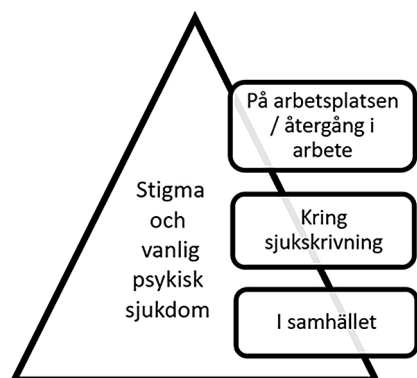 Stigma
och
vanlig
psykisk
sjukdom
På arbetsplatsen
/ återgång i
arbete
Kring
sjukskrivning
I samhället